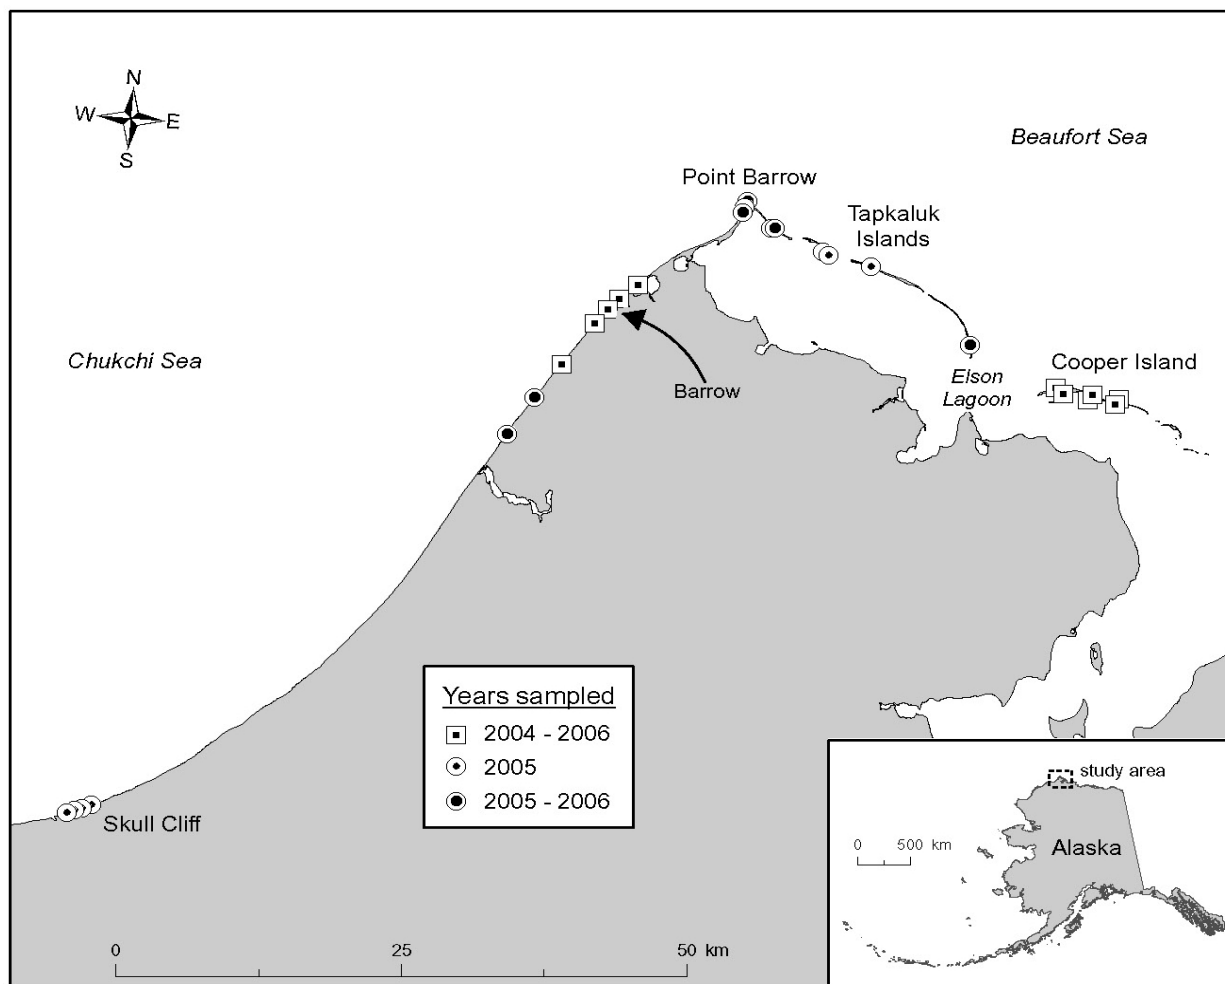 N
W
E
S
Beaufort Sea
Point Barrow
Tapkaluk
Islands
Chukchi Sea
Cooper Island
Elson
Lagoon
Barrow
Years sampled
2004 - 2006
2005
2005 - 2006
Skull Cliff
study area
0 500 km
Alaska
0 25 50 km